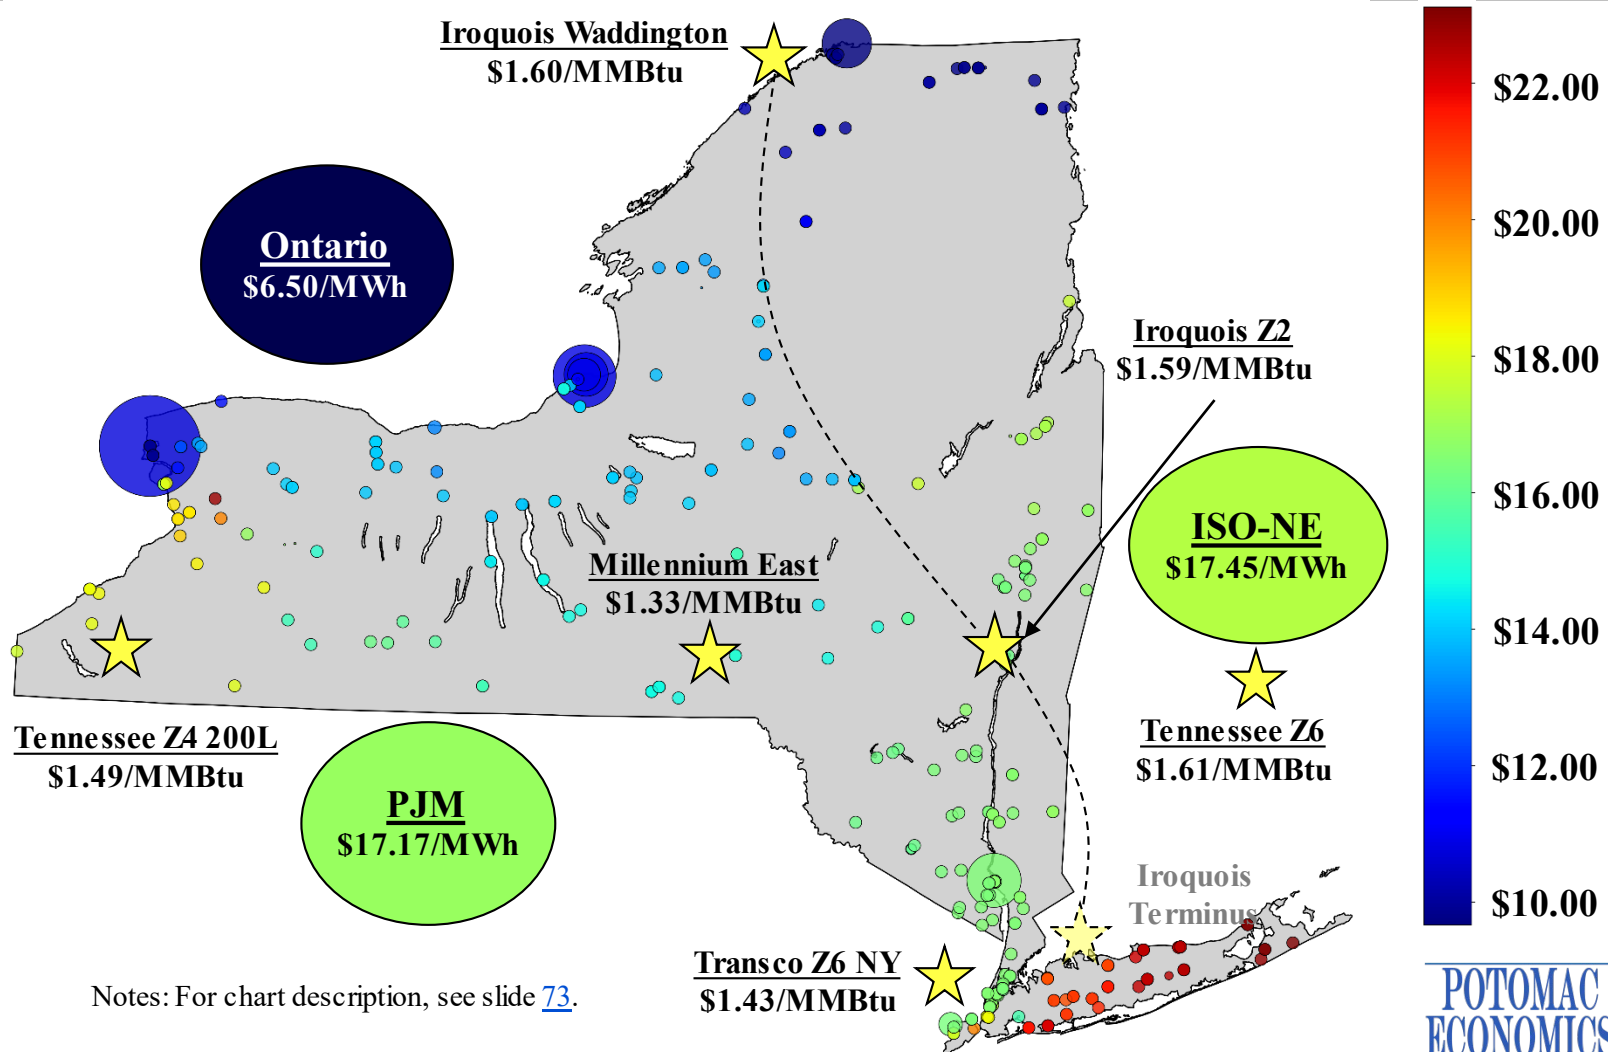 Iroquois Waddington
$1.60/MMBtu
$22.00
$20.00
Ontario
$6.50/MWh
Iroquois Z2
$1.59/MMBtu
$18.00
$16.00
ISO-NE
$17.45/MWh
Millennium East
$1.33/MMBtu
$14.00
Tennessee Z4 200L
$1.49/MMBtu
Tennessee Z6
$1.61/MMBtu
$12.00
PJM
$17.17/MWh
Iroquois
Terminus
$10.00
Transco Z6 NY
$1.43/MMBtu
Notes: For chart description, see slide 73.
POTOMAC
ECONOMICS